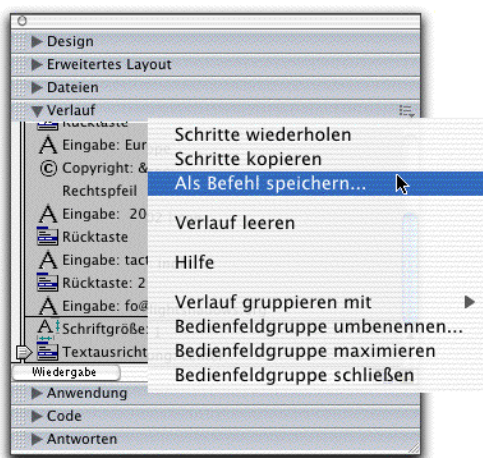 Design
Erweitertes Layout
Dateien
Verlauf
Rücktaste
Eingabe: Eur
Copyright: &
Rechtspfeil
Eingabe: 20
Rücktaste
Eingabe: tact
Rücktaste: 2
Eingabe: fo@
Schriftgröße:
Textausricht
Wiedergabe
Anwendung
Code
Antworten
Schritte wiederholen
Schritte kopieren
Als Befehl speichern...
Verlauf leeren
Hilfe
Verlauf gruppieren mit
Bedienfeldgruppe umbenennen...
Bedienfeldgruppe maximieren
Bedienfeldgruppe schließen